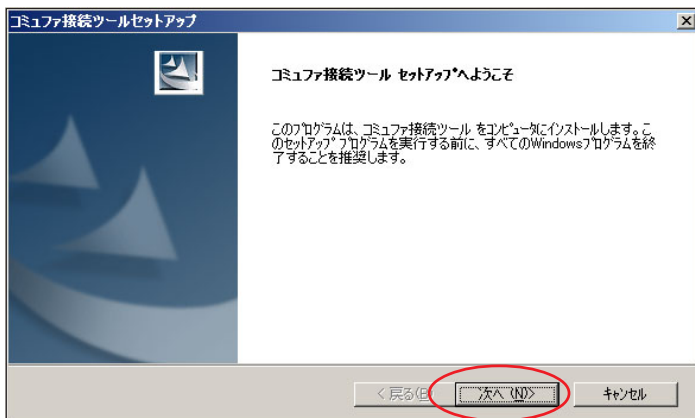 コミュファ接続ツールセットアップ
コミュファ接続ツール セットアップへようこそ
このプログラムは、コミュファ接続ツール をコンピュータにインストールします。こ
のセットアップ プログラムを実行する前に、すべてのWindowsプログラムを終
了することを推奨します。
< 戻る(B
次へ (N)>
キャンセル